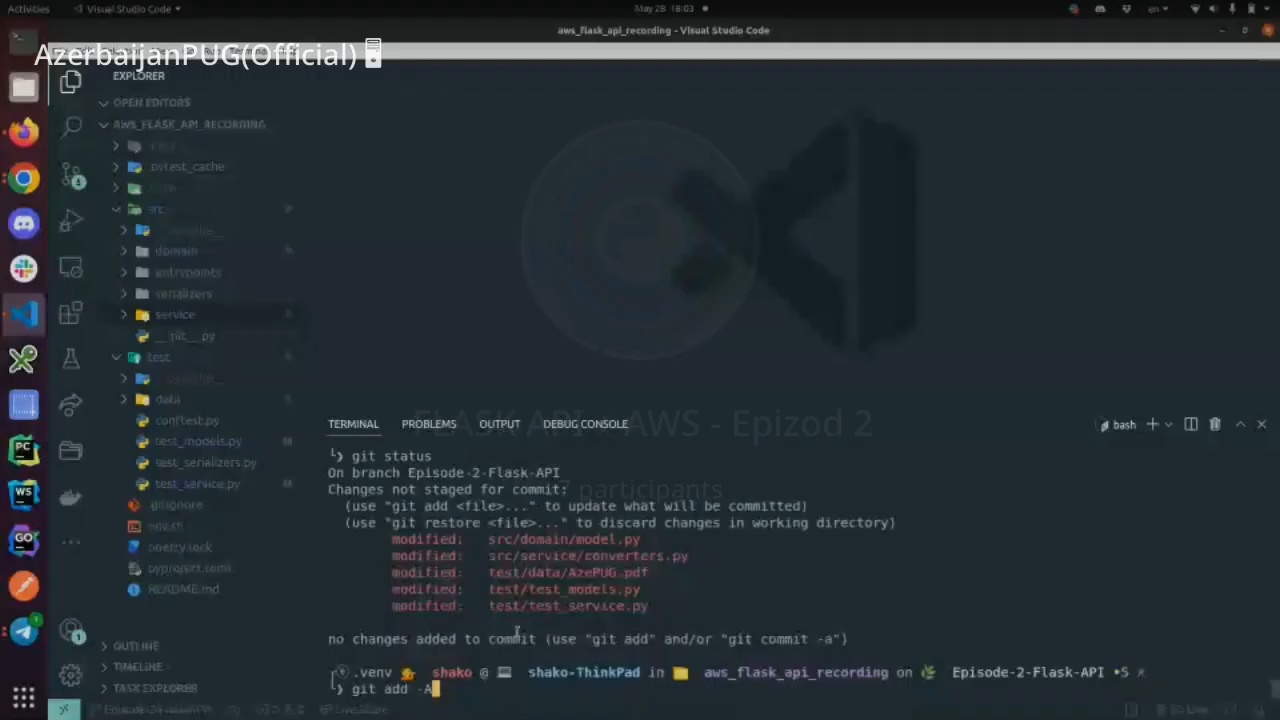 Activities
Visual Studio Code
May 28 18:03
en
aws_flask_api_recording - Visual Studio Code
AzerbaijanPUG(Official)
EXPLORER
OPEN EDITORS
AWS_FLASK_API_RECORDING
.pytest_cache
src
domain
entrypoints
serializers
service
__init__.py
test
data
conftest.py
test_models.py M
test_serializers.py
test_service.py M
.gitignore
poetry.lock
pyproject.toml
README.md
OUTLINE
TIMELINE
TASK EXPLORER
FLASK API - AWS - Epizod 2
participants
TERMINAL PROBLEMS OUTPUT DEBUG CONSOLE
bash
git status
On branch Episode-2-Flask-API
Changes not staged for commit:
(use "git add <file>..." to update what will be committed)
(use "git restore <file>..." to discard changes in working directory)
modified: src/domain/model.py
modified: src/service/converters.py
modified: test/data/AzePUG.pdf
modified: test/test_models.py
modified: test/test_service.py
no changes added to commit (use "git add" and/or "git commit -a")
.venv shako @ shako-ThinkPad in aws_flask_api_recording on Episode-2-Flask-API •5
git add -A